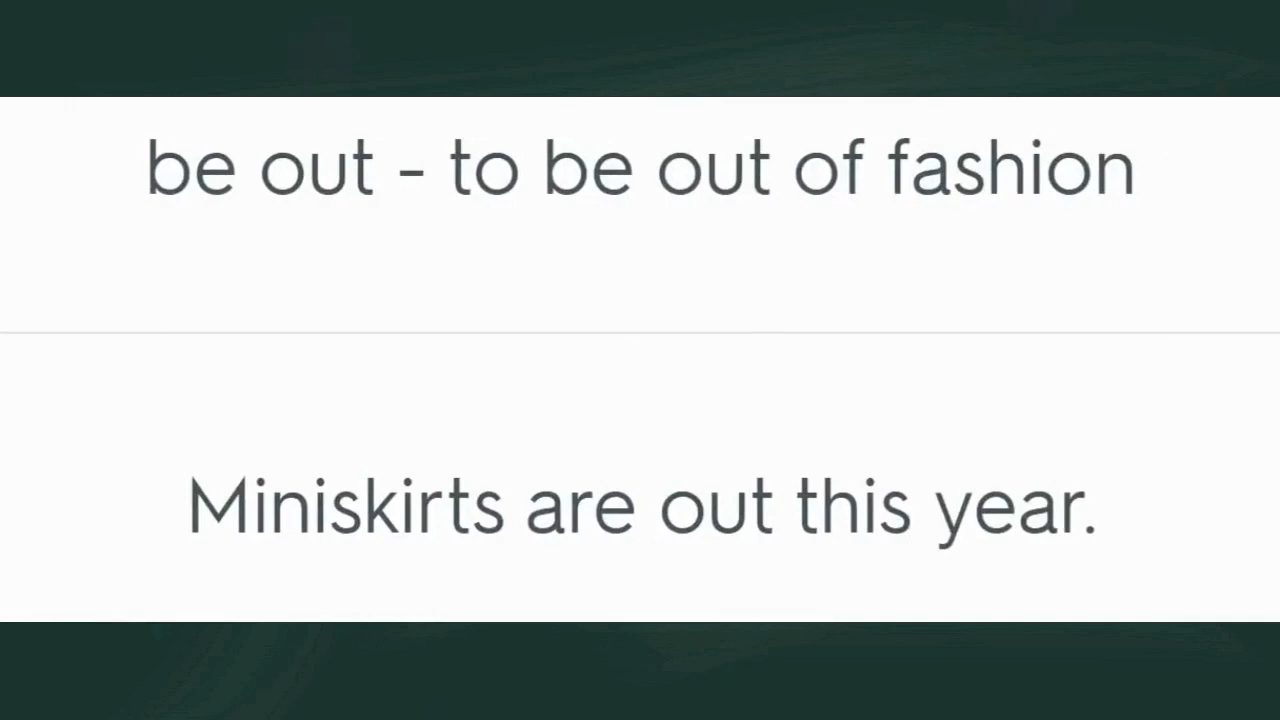 be out - to be out of fashion
Miniskirts are out this year.